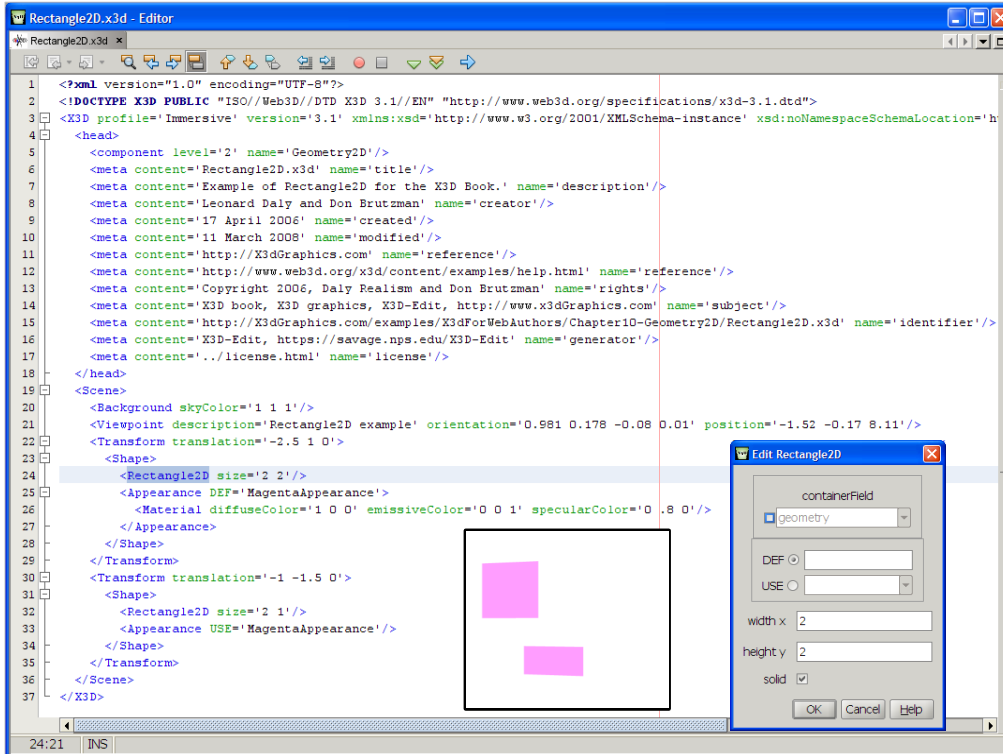 Rectangle2D.x3d - Editor
Rectangle2D.x3d ×
1 <?xml version="1.0" encoding="UTF-8"?>
2 <!DOCTYPE X3D PUBLIC "ISO//Web3D//DTD X3D 3.1//EN" "http://www.web3d.org/specifications/x3d-3.1.dtd">
3 <X3D profile='Immersive' version='3.1' xmlns:xsd='http://www.w3.org/2001/XMLSchema-instance' xsd:noNamespaceSchemaLocation='h
4 <head>
5 <component level='2' name='Geometry2D'/>
6 <meta content='Rectangle2D.x3d' name='title'/>
7 <meta content='Example of Rectangle2D for the X3D Book.' name='description'/>
8 <meta content='Leonard Daly and Don Brutzman' name='creator'/>
9 <meta content='17 April 2006' name='created'/>
10 <meta content='11 March 2008' name='modified'/>
11 <meta content='http://X3dGraphics.com' name='reference'/>
12 <meta content='http://www.web3d.org/x3d/content/examples/help.html' name='reference'/>
13 <meta content='Copyright 2006, Daly Realism and Don Brutzman' name='rights'/>
14 <meta content='X3D book, X3D graphics, X3D-Edit, http://www.x3dGraphics.com' name='subject'/>
15 <meta content='http://X3dGraphics.com/examples/X3dForWebAuthors/Chapter10-Geometry2D/Rectangle2D.x3d' name='identifier'/>
16 <meta content='X3D-Edit, https://savage.nps.edu/X3D-Edit' name='generator'/>
17 <meta content='../license.html' name='license'/>
18 </head>
19 <Scene>
20 <Background skyColor='1 1 1'/>
21 <Viewpoint description='Rectangle2D example' orientation='0.981 0.178 -0.08 0.01' position='-1.52 -0.17 8.11'/>
22 <Transform translation='-2.5 1 0'>
23 <Shape>
24 <Rectangle2D size='2 2'/>
25 <Appearance DEF='MagentaAppearance'>
26 <Material diffuseColor='1 0 0' emissiveColor='0 0 1' specularColor='0 .8 0'/>
27 </Appearance>
28 </Shape>
29 </Transform>
30 <Transform translation='-1 -1.5 0'>
31 <Shape>
32 <Rectangle2D size='2 1'/>
33 <Appearance USE='MagentaAppearance'/>
34 </Shape>
35 </Transform>
36 </Scene>
37 </X3D>
Edit Rectangle2D
containerField
geometry
DEF
USE
width x 2
height y 2
solid
OK Cancel Help
24:21 INS